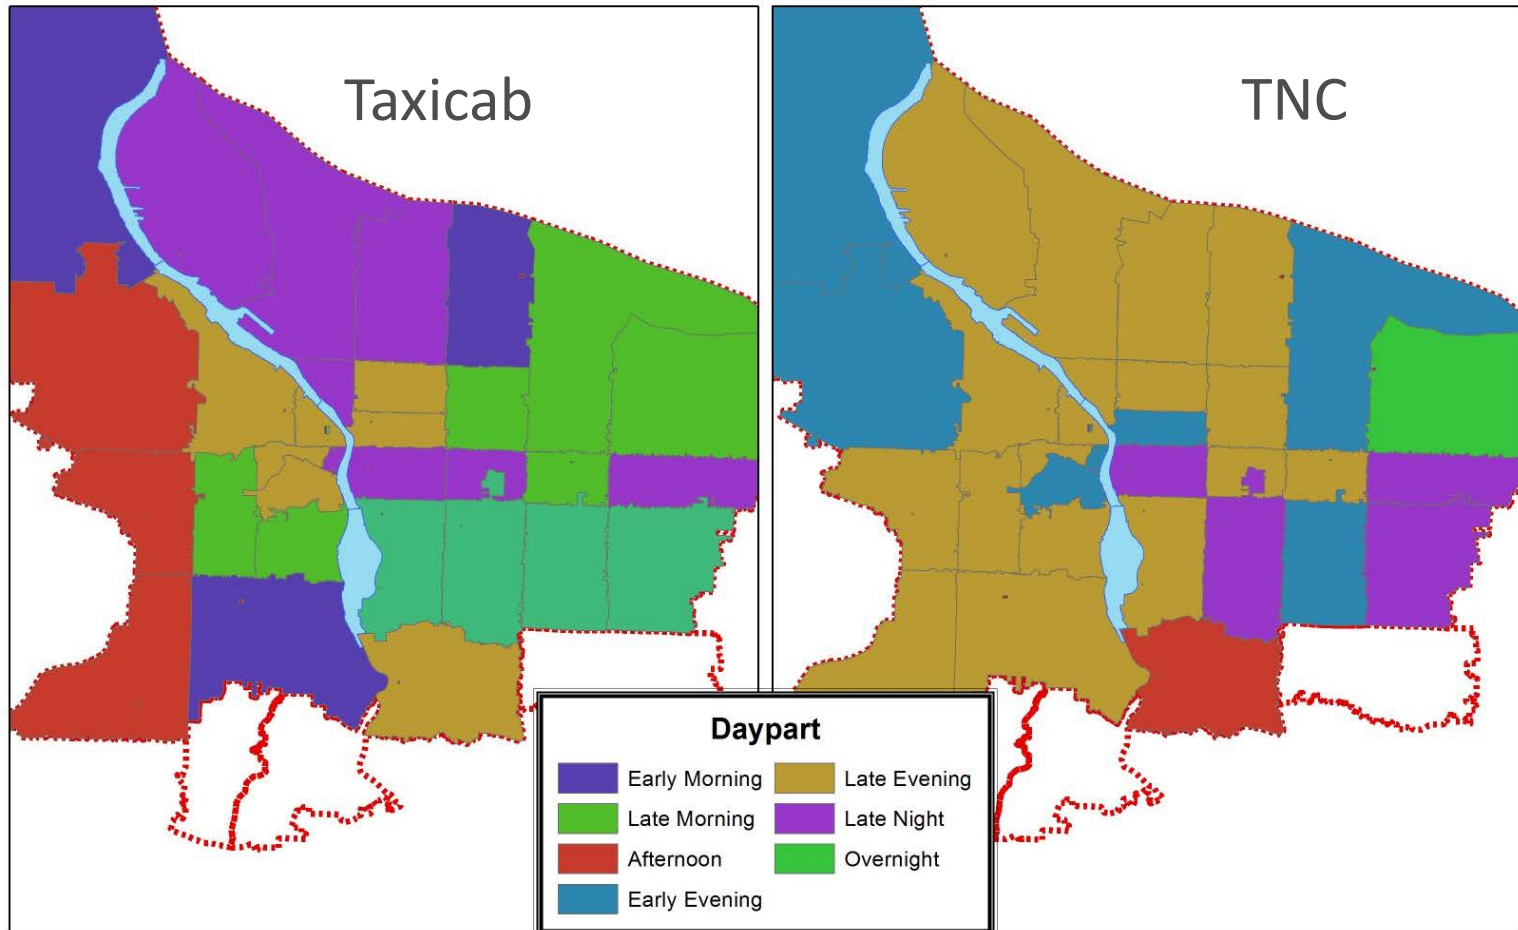 Taxicab
TNC
Daypart
Early Morning
Late Morning
Afternoon
Early Evening
Late Evening
Late Night
Overnight